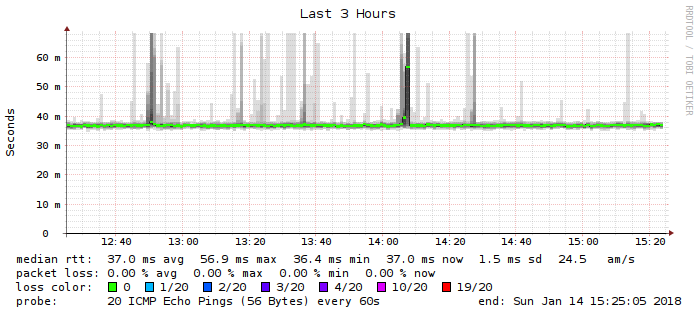 Last 3 Hours
RRDTOOL / TOBI OETIKER
Seconds
60 m
50 m
40 m
30 m
20 m
10 m
0
12:40 13:00 13:20 13:40 14:00 14:20 14:40 15:00 15:20
median rtt: 37.0 ms avg 56.9 ms max 36.4 ms min 37.0 ms now 1.5 ms sd 24.5 am/s
packet loss: 0.00 % avg 0.00 % max 0.00 % min 0.00 % now
loss color: 0 1/20 2/20 3/20 4/20 10/20 19/20
probe: 20 ICMP Echo Pings (56 Bytes) every 60s end: Sun Jan 14 15:25:05 2018